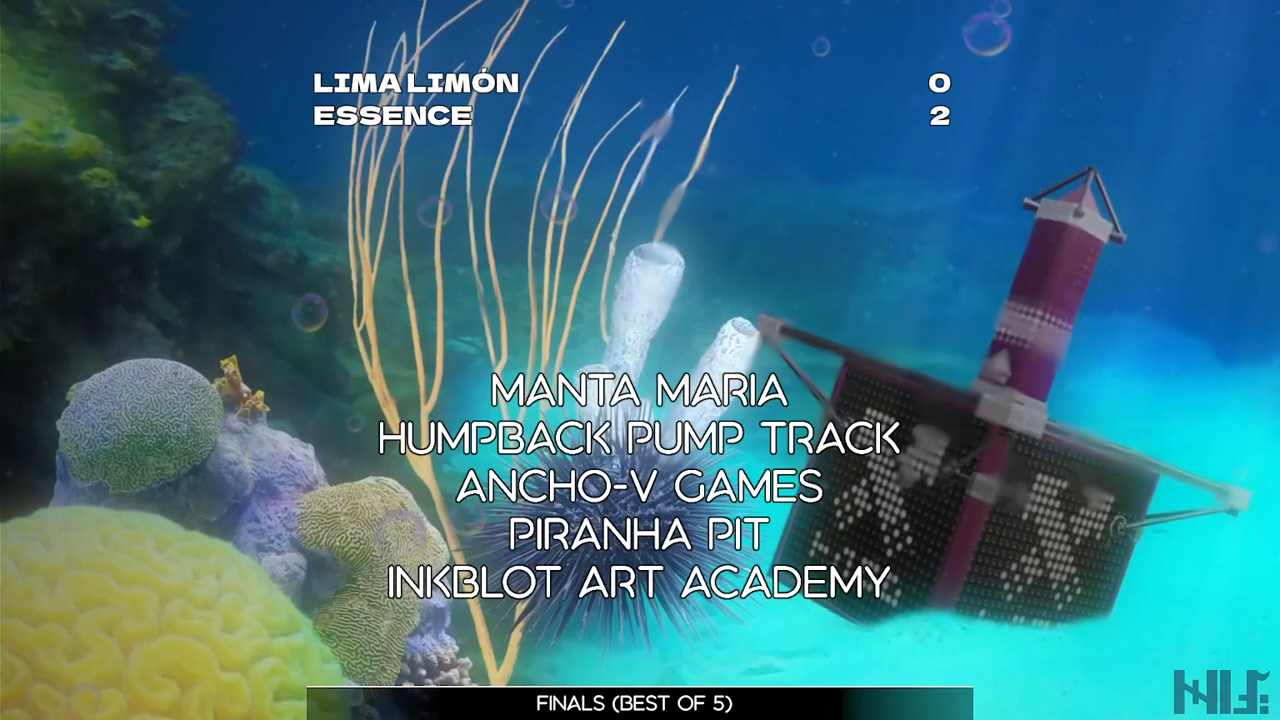 LIMA LIMÓN 0
ESSENCE 2
MANTA MARIA
HUMPBACK PUMP TRACK
ANCHO-V GAMES
PIRANHA PIT
INKBLOT ART ACADEMY
FINALS (BEST OF 5)